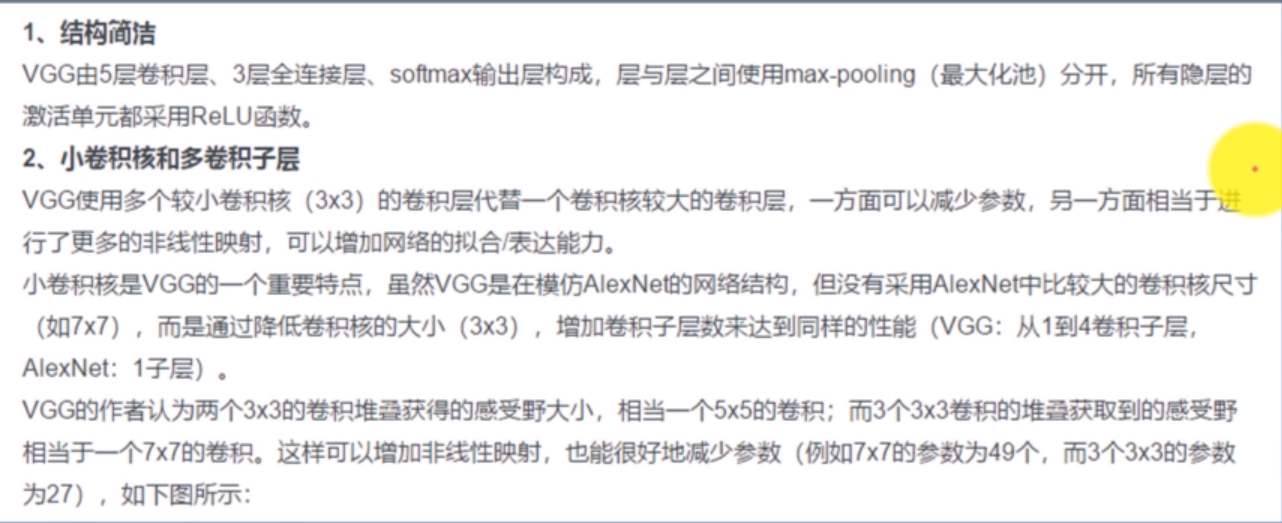 1、结构简洁
VGG由5层卷积层、3层全连接层、softmax输出层构成，层与层之间使用max-pooling（最大化池）分开，所有隐层的
激活单元都采用ReLU函数。
2、小卷积核和多卷积子层
VGG使用多个较小卷积核（3x3）的卷积层代替一个卷积核较大的卷积层，一方面可以减少参数，另一方面相当于进
行了更多的非线性映射，可以增加网络的拟合/表达能力。
小卷积核是VGG的一个重要特点，虽然VGG是在模仿AlexNet的网络结构，但没有采用AlexNet中比较大的卷积核尺寸
（如7x7），而是通过降低卷积核的大小（3x3），增加卷积子层数来达到同样的性能（VGG：从1到4卷积子层，
AlexNet：1子层）。
VGG的作者认为两个3x3的卷积堆叠获得的感受野大小，相当一个5x5的卷积；而3个3x3卷积的堆叠获取到的感受野
相当于一个7x7的卷积。这样可以增加非线性映射，也能很好地减少参数（例如7x7的参数为49个，而3个3x3的参数
为27），如下图所示：